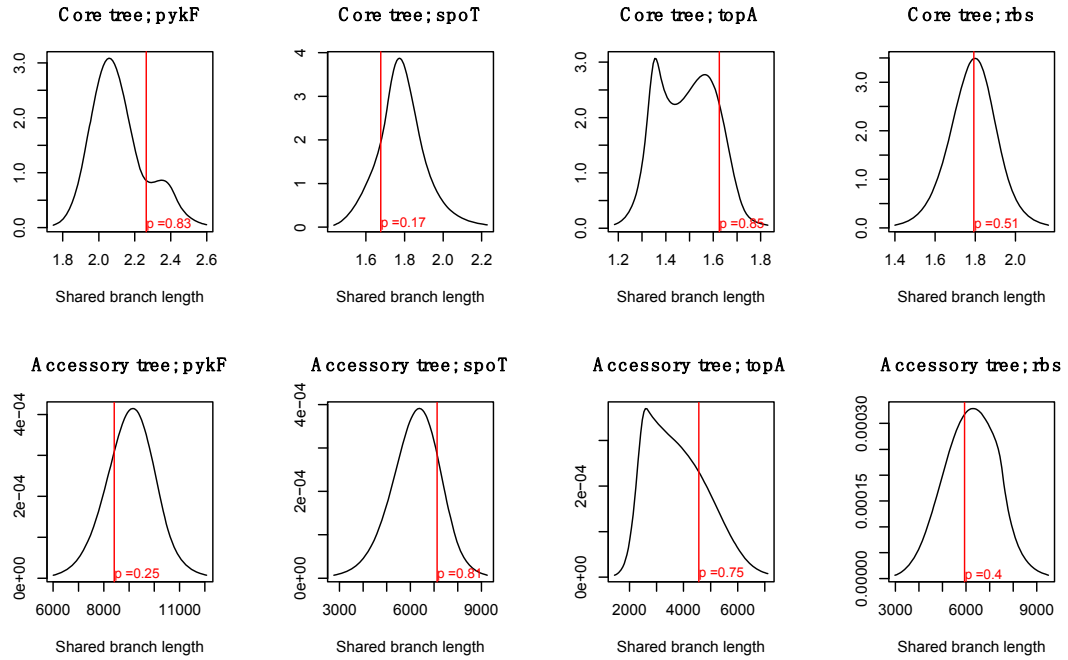 Core tree; pykF
Core tree; spoT
Core tree; topA
Core tree; rbs
3.0
2.0
1.0
0.0
p =0.83
1.8
2.0
2.2
2.4
2.6
Shared branch length
4
3
2
1
0
p =0.17
1.6
1.8
2.0
2.2
Shared branch length
3.0
2.0
1.0
0.0
p =0.85
1.2
1.4
1.6
1.8
Shared branch length
3.0
2.0
1.0
0.0
p =0.51
1.4
1.6
1.8
2.0
Shared branch length
Accessory tree; pykF
Accessory tree; spoT
Accessory tree; topA
Accessory tree; rbs
4e-04
2e-04
0e+00
p =0.25
6000
8000
11000
Shared branch length
4e-04
2e-04
0e+00
p =0.81
3000
6000
9000
Shared branch length
2e-04
0e+00
p =0.75
2000
4000
6000
Shared branch length
0.00030
0.00015
0.00000
p =0.4
3000
6000
9000
Shared branch length